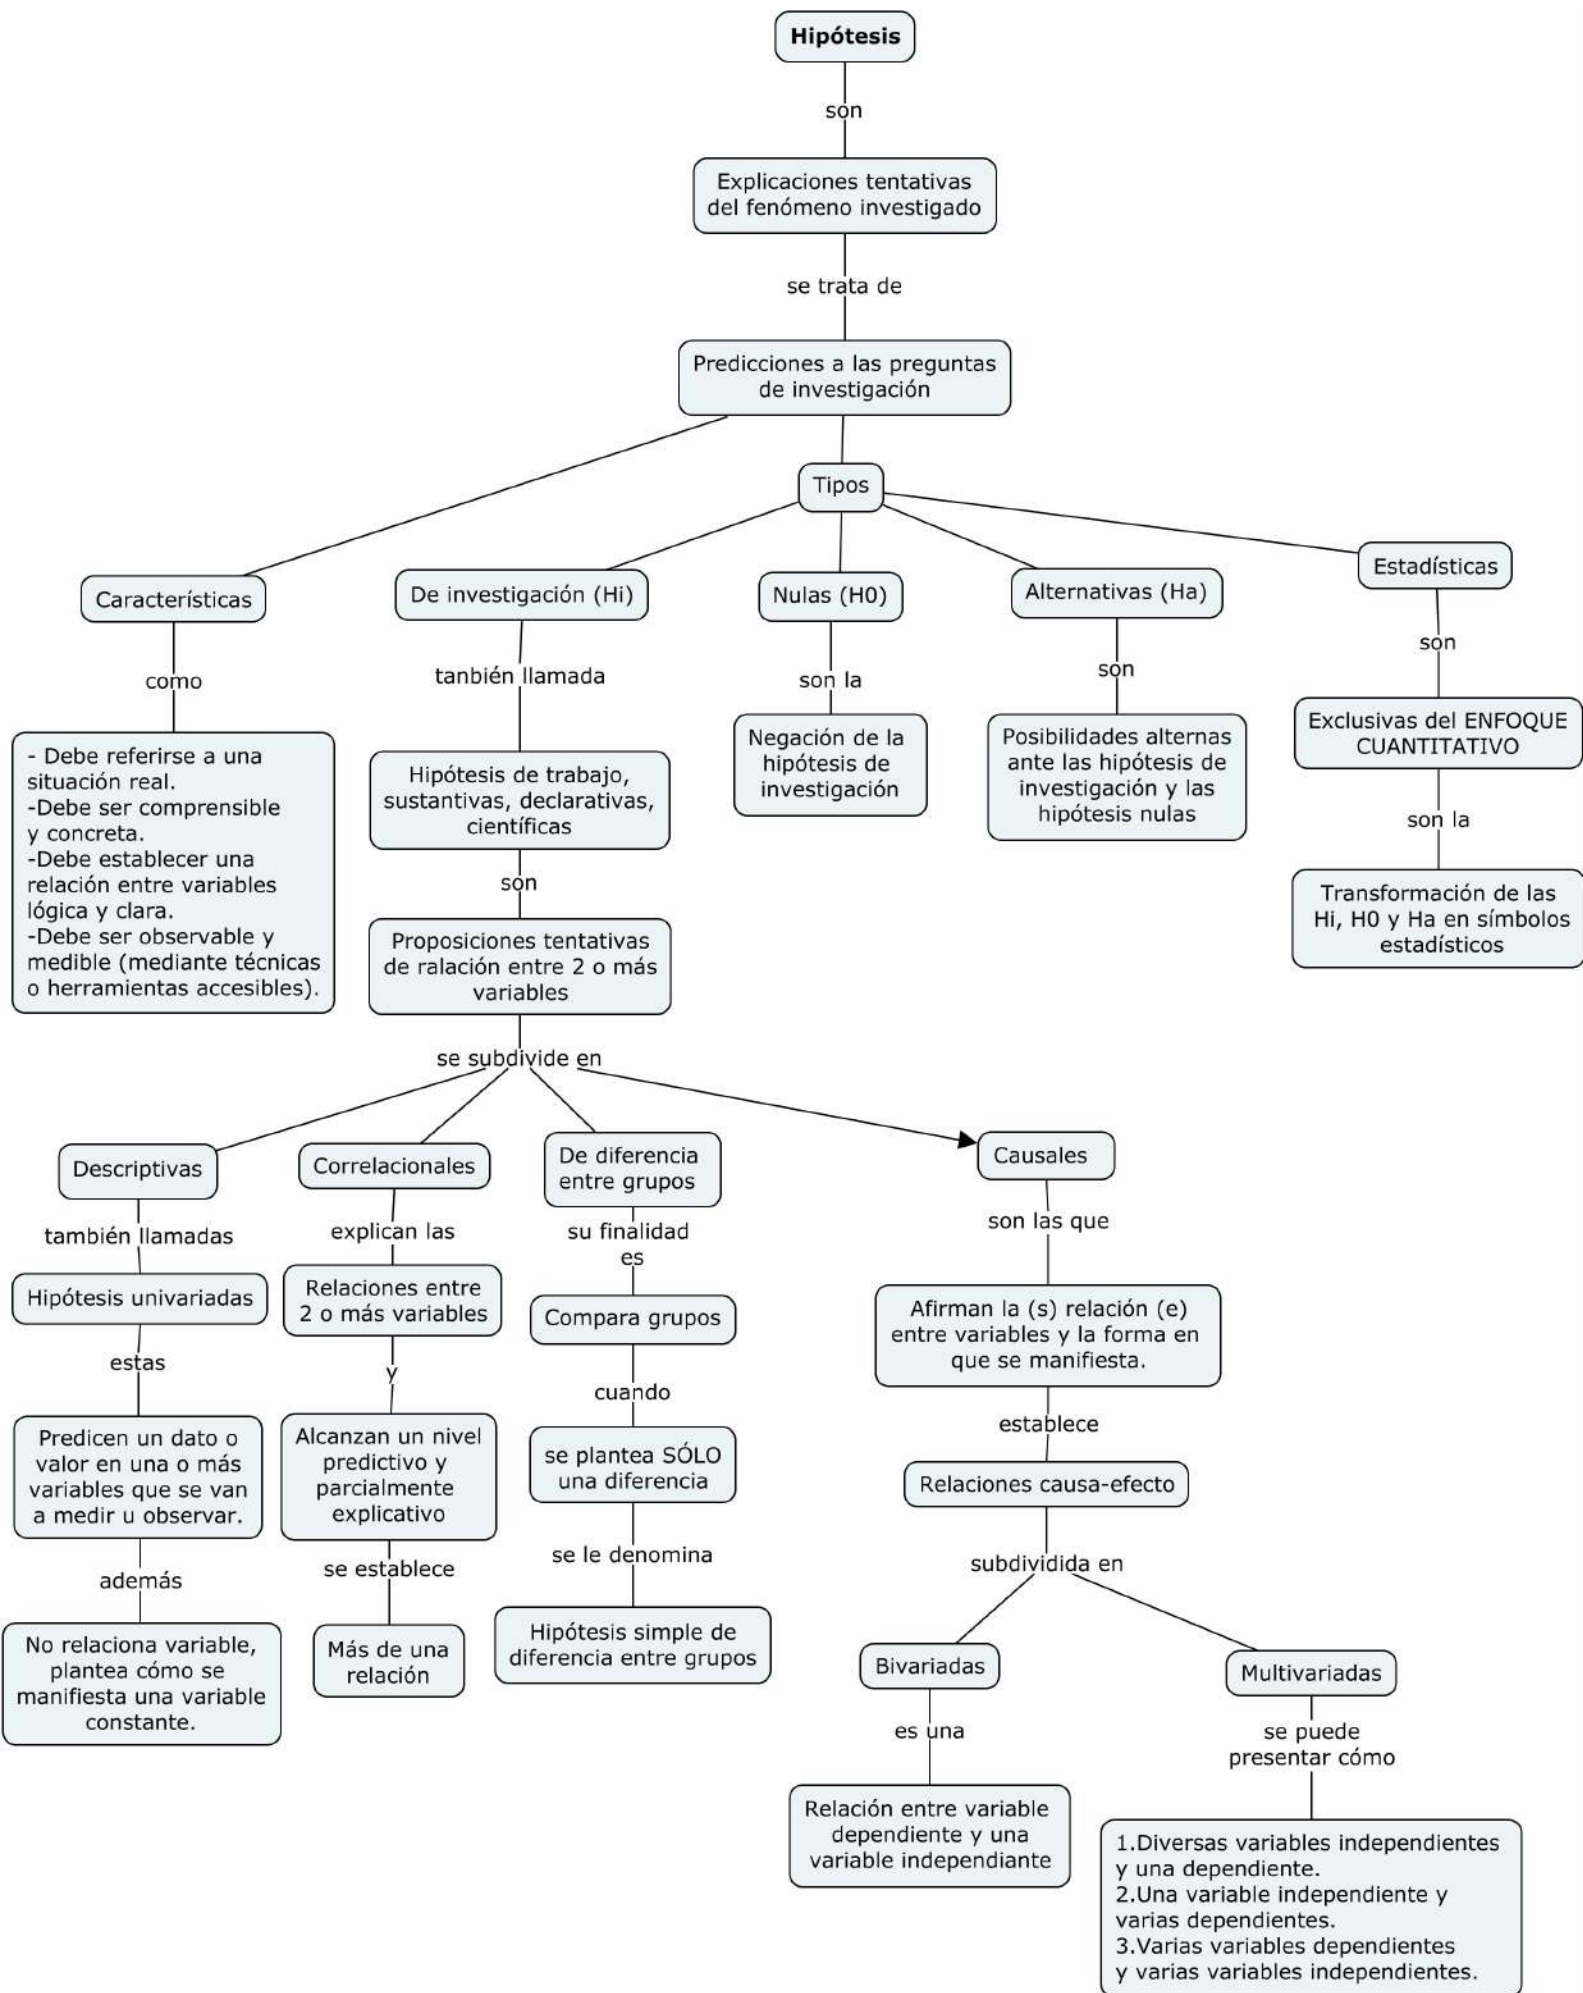 Hipótesis
son
Explicaciones tentativas
del fenómeno investigado
se trata de
Predicciones a las preguntas
de investigación
Tipos
Características
como
- Debe referirse a una
situación real.
-Debe ser comprensible
y concreta.
-Debe establecer una
relación entre variables
lógica y clara.
-Debe ser observable y
medible (mediante técnicas
o herramientas accesibles).
De investigación (Hi)
tanbién llamada
Hipótesis de trabajo,
sustantivas, declarativas,
científicas
son
Proposiciones tentativas
de ralación entre 2 o más
variables
Nulas (H0)
son la
Negación de la
hipótesis de
investigación
Alternativas (Ha)
son
Posibilidades alternas
ante las hipótesis de
investigación y las
hipótesis nulas
Estadísticas
son
Exclusivas del ENFOQUE
CUANTITATIVO
son la
Transformación de las
Hi, H0 y Ha en símbolos
estadísticos
se subdivide en
Descriptivas
también llamadas
Hipótesis univariadas
estas
Predicen un dato o
valor en una o más
variables que se van
a medir u observar.
además
No relaciona variable,
plantea cómo se
manifiesta una variable
constante.
Correlacionales
explican las
Relaciones entre
2 o más variables
y
Alcanzan un nivel
predictivo y
parcialmente
explicativo
se establece
Más de una
relación
De diferencia
entre grupos
su finalidad
es
Compara grupos
cuando
se plantea SÓLO
una diferencia
se le denomina
Hipótesis simple de
diferencia entre grupos
Causales
son las que
Afirman la (s) relación (e)
entre variables y la forma en
que se manifiesta.
establece
Relaciones causa-efecto
subdividida en
Bivariadas
es una
Relación entre variable
dependiente y una
variable independiante
Multivariadas
se puede
presentar cómo
1.Diversas variables independientes
y una dependiente.
2.Una variable independiente y
varias dependientes.
3.Varias variables dependientes
y varias variables independientes.